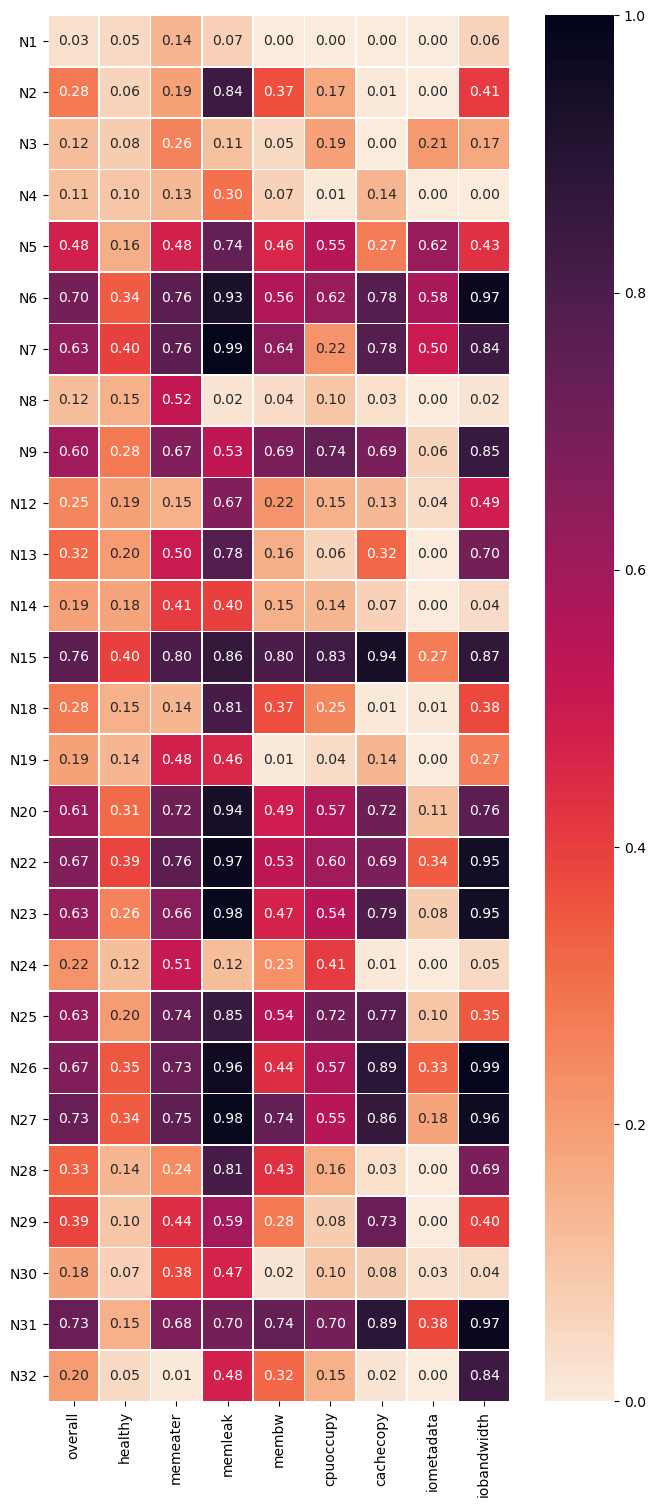 N1 0.03 0.05 0.14 0.07 0.00 0.00 0.00 0.00 0.06
N2 0.28 0.06 0.19 0.84 0.37 0.17 0.01 0.00 0.41
N3 0.12 0.08 0.26 0.11 0.05 0.19 0.00 0.21 0.17
N4 0.11 0.10 0.13 0.30 0.07 0.01 0.14 0.00 0.00
N5 0.48 0.16 0.48 0.74 0.46 0.55 0.27 0.62 0.43
N6 0.70 0.34 0.76 0.93 0.56 0.62 0.78 0.58 0.97
N7 0.63 0.40 0.76 0.99 0.64 0.22 0.78 0.50 0.84
N8 0.12 0.15 0.52 0.02 0.04 0.10 0.03 0.00 0.02
N9 0.60 0.28 0.67 0.53 0.69 0.74 0.69 0.06 0.85
N12 0.25 0.19 0.15 0.67 0.22 0.15 0.13 0.04 0.49
N13 0.32 0.20 0.50 0.78 0.16 0.06 0.32 0.00 0.70
N14 0.19 0.18 0.41 0.40 0.15 0.14 0.07 0.00 0.04
N15 0.76 0.40 0.80 0.86 0.80 0.83 0.94 0.27 0.87
N18 0.28 0.15 0.14 0.81 0.37 0.25 0.01 0.01 0.38
N19 0.19 0.14 0.48 0.46 0.01 0.04 0.14 0.00 0.27
N20 0.61 0.31 0.72 0.94 0.49 0.57 0.72 0.11 0.76
N22 0.67 0.39 0.76 0.97 0.53 0.60 0.69 0.34 0.95
N23 0.63 0.26 0.66 0.98 0.47 0.54 0.79 0.08 0.95
N24 0.22 0.12 0.51 0.12 0.23 0.41 0.01 0.00 0.05
N25 0.63 0.20 0.74 0.85 0.54 0.72 0.77 0.10 0.35
N26 0.67 0.35 0.73 0.96 0.44 0.57 0.89 0.33 0.99
N27 0.73 0.34 0.75 0.98 0.74 0.55 0.86 0.18 0.96
N28 0.33 0.14 0.24 0.81 0.43 0.16 0.03 0.00 0.69
N29 0.39 0.10 0.44 0.59 0.28 0.08 0.73 0.00 0.40
N30 0.18 0.07 0.38 0.47 0.02 0.10 0.08 0.03 0.04
N31 0.73 0.15 0.68 0.70 0.74 0.70 0.89 0.38 0.97
N32 0.20 0.05 0.01 0.48 0.32 0.15 0.02 0.00 0.84
overall healthy memeater memleak membw cpuoccupy cachecopy iometadata iobandwidth
1.0
0.8
0.6
0.4
0.2
0.0